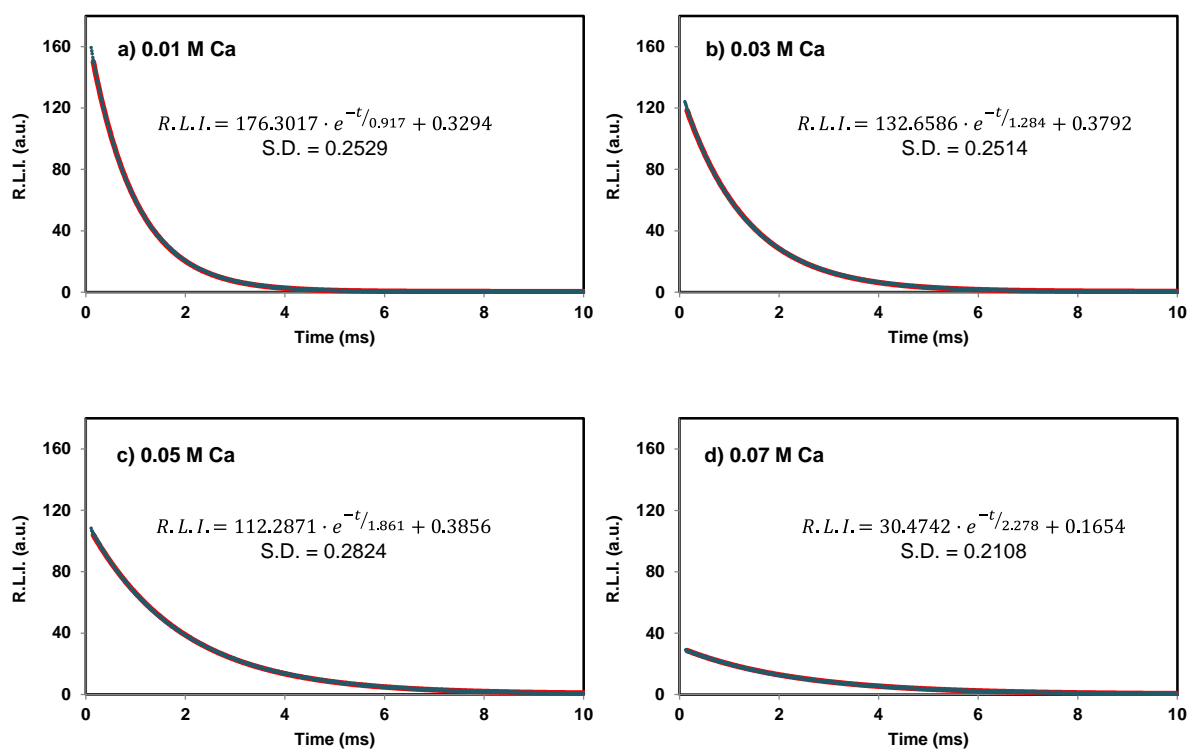 a) 0.01 M Ca
R.L.I. (a.u.)
160
120
80
40
0
R.L.I.= 176.3017 · e^{−t/0.917} + 0.3294
S.D. = 0.2529
0 2 4 6 8 10
Time (ms)
b) 0.03 M Ca
R.L.I. (a.u.)
160
120
80
40
0
R.L.I.= 132.6586 · e^{−t/1.284} + 0.3792
S.D. = 0.2514
0 2 4 6 8 10
Time (ms)
c) 0.05 M Ca
R.L.I. (a.u.)
160
120
80
40
0
R.L.I.= 112.2871 · e^{−t/1.861} + 0.3856
S.D. = 0.2824
0 2 4 6 8 10
Time (ms)
d) 0.07 M Ca
R.L.I. (a.u.)
160
120
80
40
0
R.L.I.= 30.4742 · e^{−t/2.278} + 0.1654
S.D. = 0.2108
0 2 4 6 8 10
Time (ms)